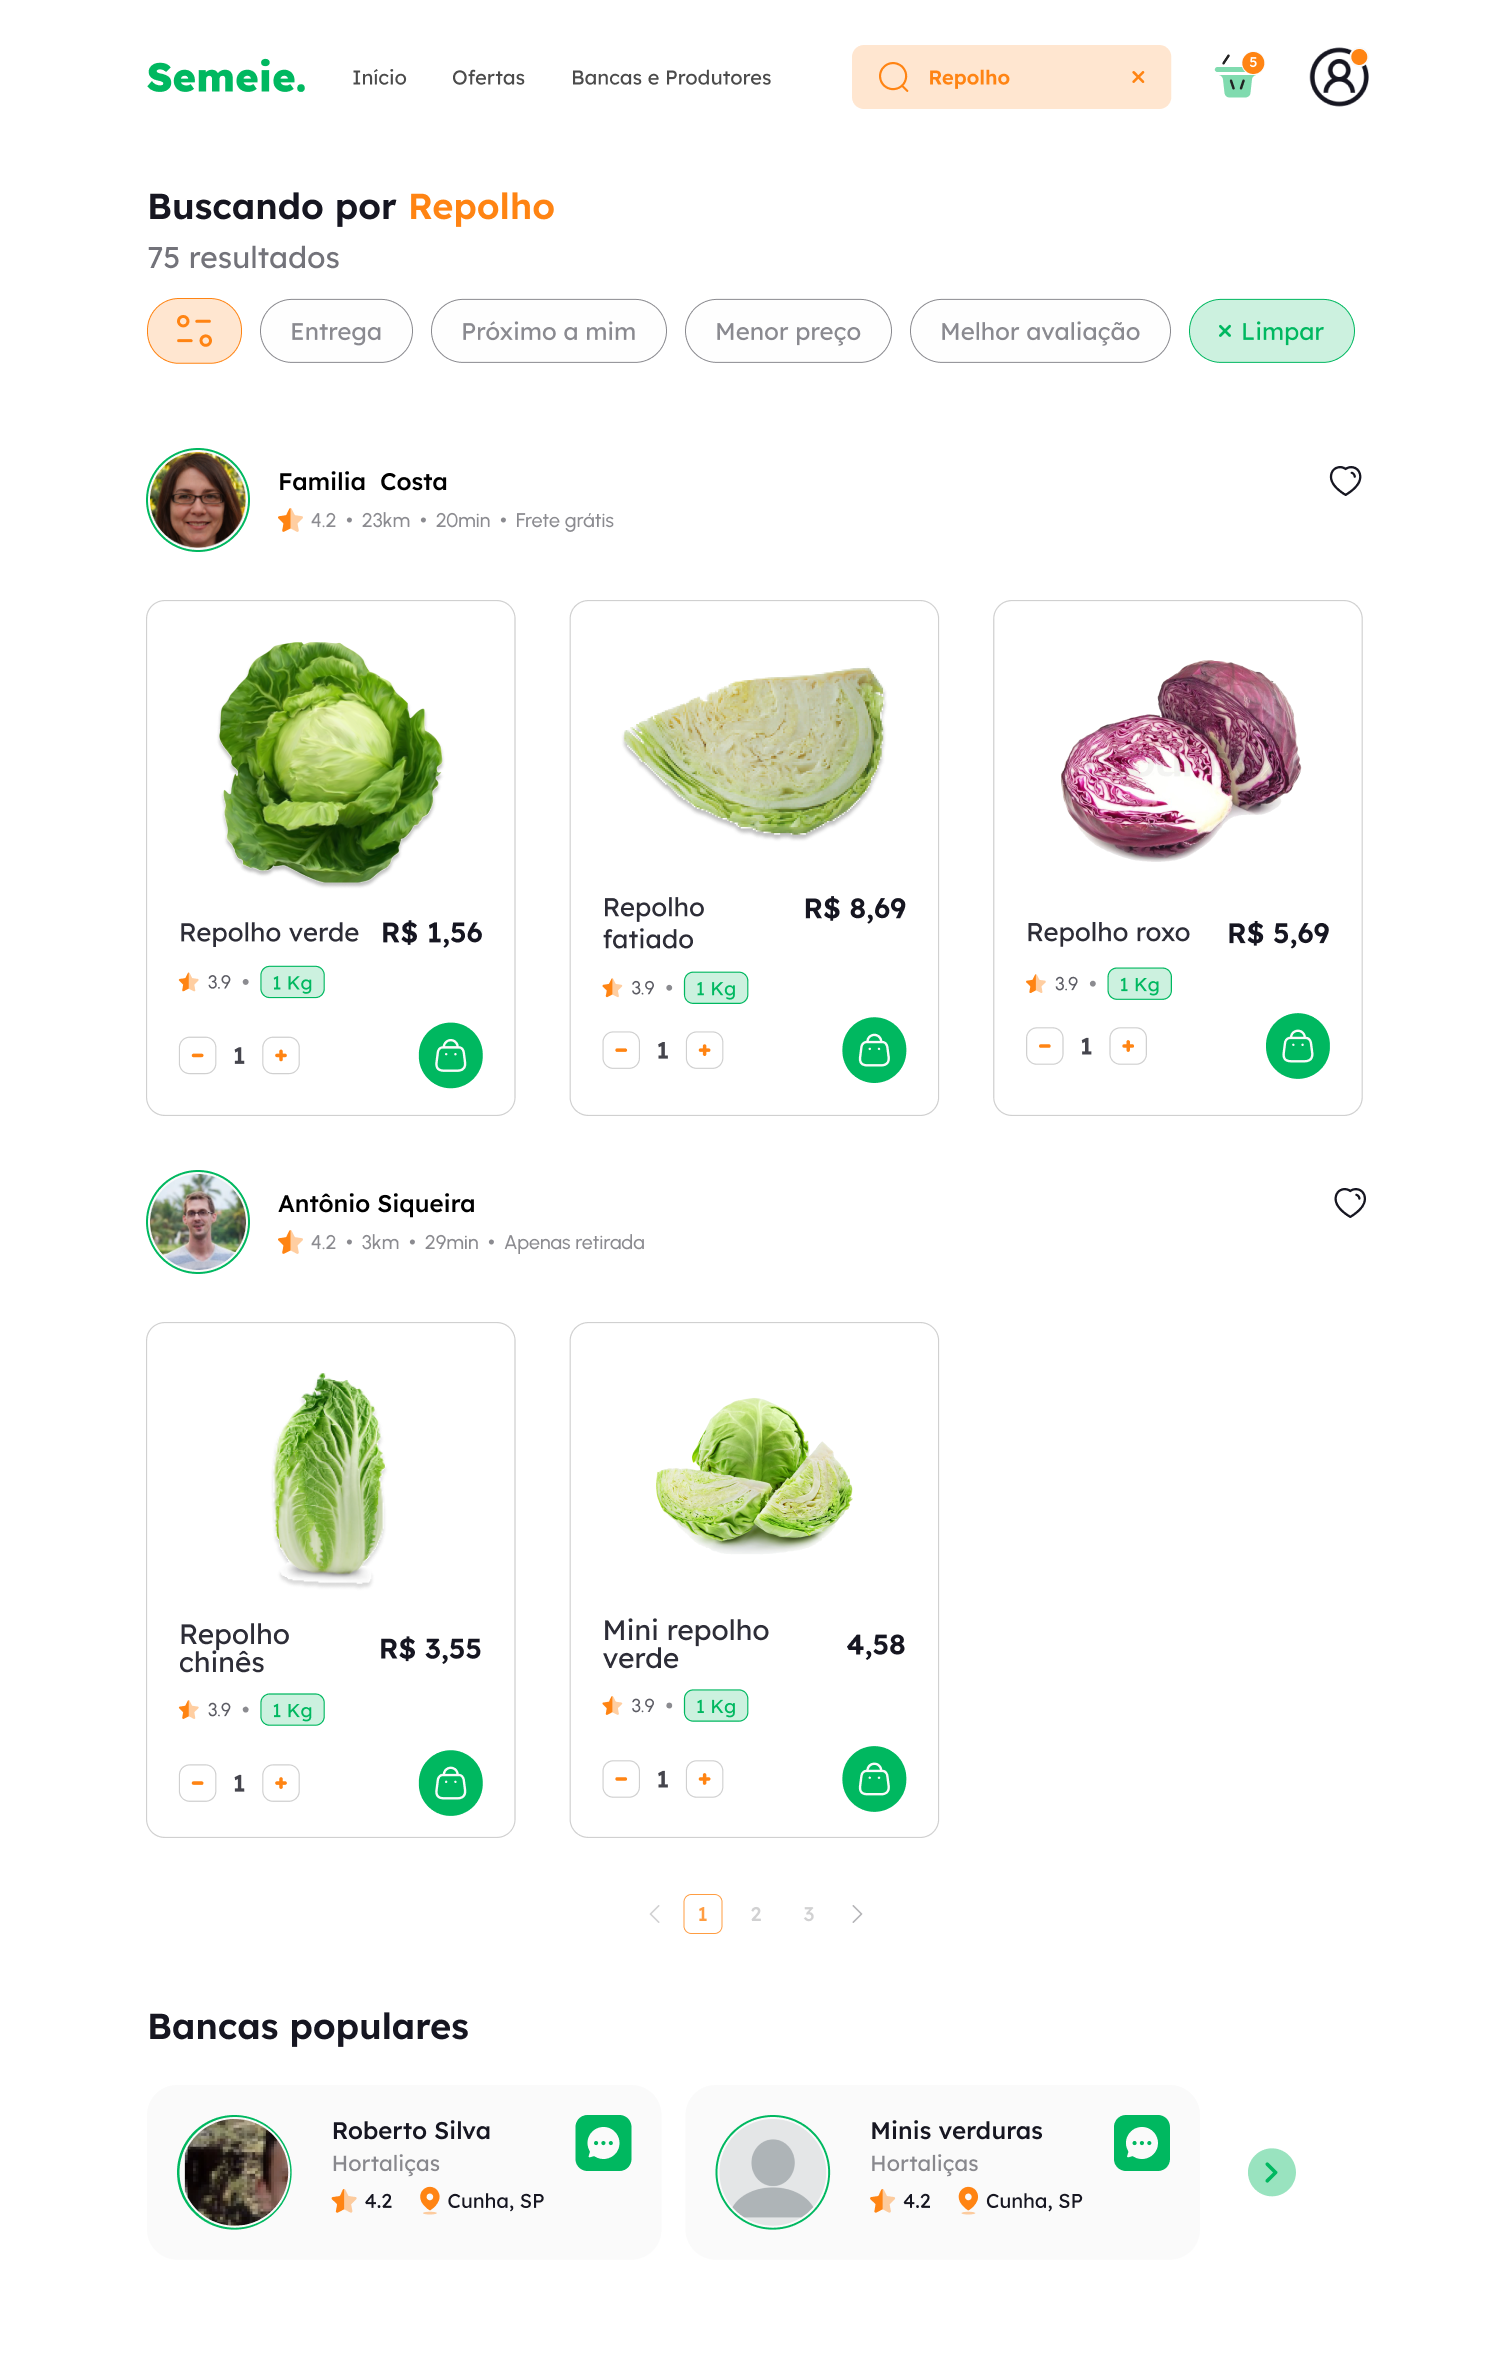 Semeie.
Início
Ofertas
Bancas e Produtores
Repolho
5
Buscando por Repolho
75 resultados
Entrega
Próximo a mim
Menor preço
Melhor avaliação
× Limpar
Familia  Costa
4.2 • 23km • 20min • Frete grátis
Repolho verde
R$ 1,56
3.9 • 1 Kg
- 1 +
Repolho
fatiado
R$ 8,69
3.9 • 1 Kg
- 1 +
Repolho roxo
R$ 5,69
3.9 • 1 Kg
- 1 +
Antônio Siqueira
4.2 • 3km • 29min • Apenas retirada
Repolho
chinês
R$ 3,55
3.9 • 1 Kg
- 1 +
Mini repolho
verde
4,58
3.9 • 1 Kg
- 1 +
1 2 3
Bancas populares
Roberto Silva
Hortaliças
4.2 Cunha, SP
Minis verduras
Hortaliças
4.2 Cunha, SP